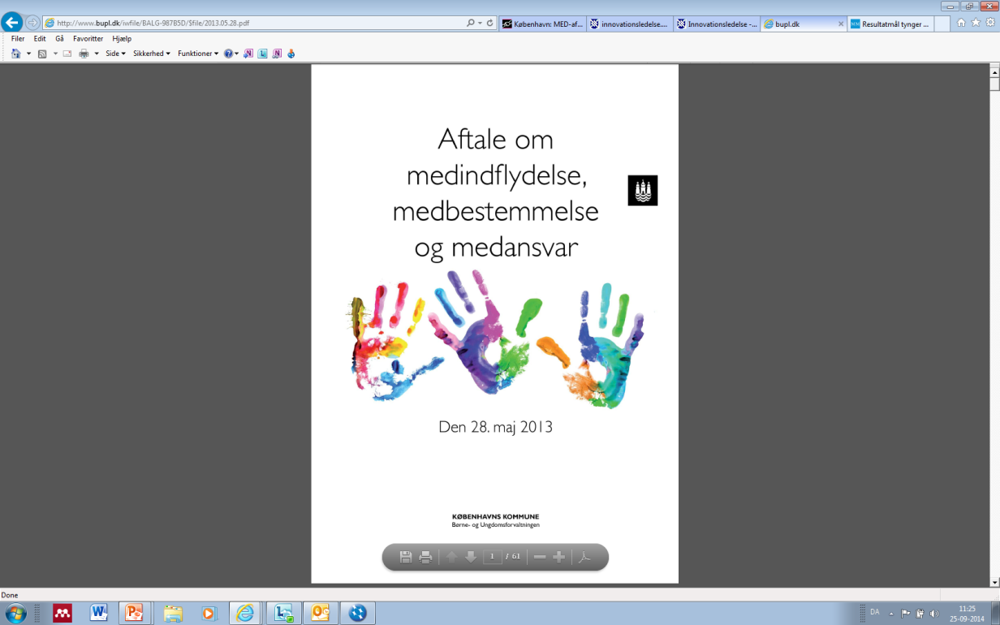 http://www.bupl.dk/iwfile/BALG-987B5D/$file/2013.05.28.pdf
København: MED-af...
innovationsledelse....
Innovationsledelse -...
bupl.dk
Resultatmål tynger ...
Filer Edit Gå Favoritter Hjælp
Side Sikkerhed Funktioner
Aftale om
medindflydelse,
medbestemmelse
og medansvar
Den 28. maj 2013
KØBENHAVNS KOMMUNE
Børne- og Ungdomsforvaltningen
1 / 61
Done
DA
11:25
25-09-2014